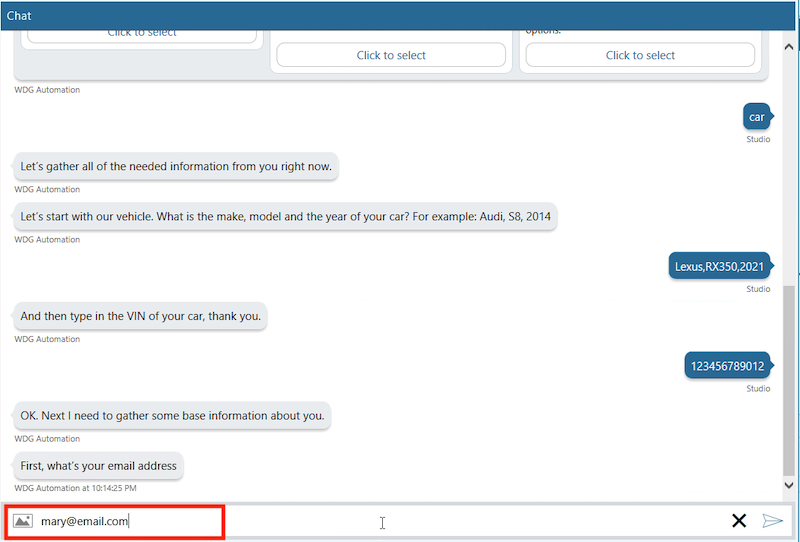 Chat
Click to select
options.
Click to select
Click to select
WDG Automation
car
Studio
Let's gather all of the needed information from you right now.
WDG Automation
Let's start with our vehicle. What is the make, model and the year of your car? For example: Audi, S8, 2014
WDG Automation
Lexus,RX350,2021
Studio
And then type in the VIN of your car, thank you.
WDG Automation
123456789012
Studio
OK. Next I need to gather some base information about you.
WDG Automation
First, what's your email address
WDG Automation at 10:14:25 PM
mary@email.com